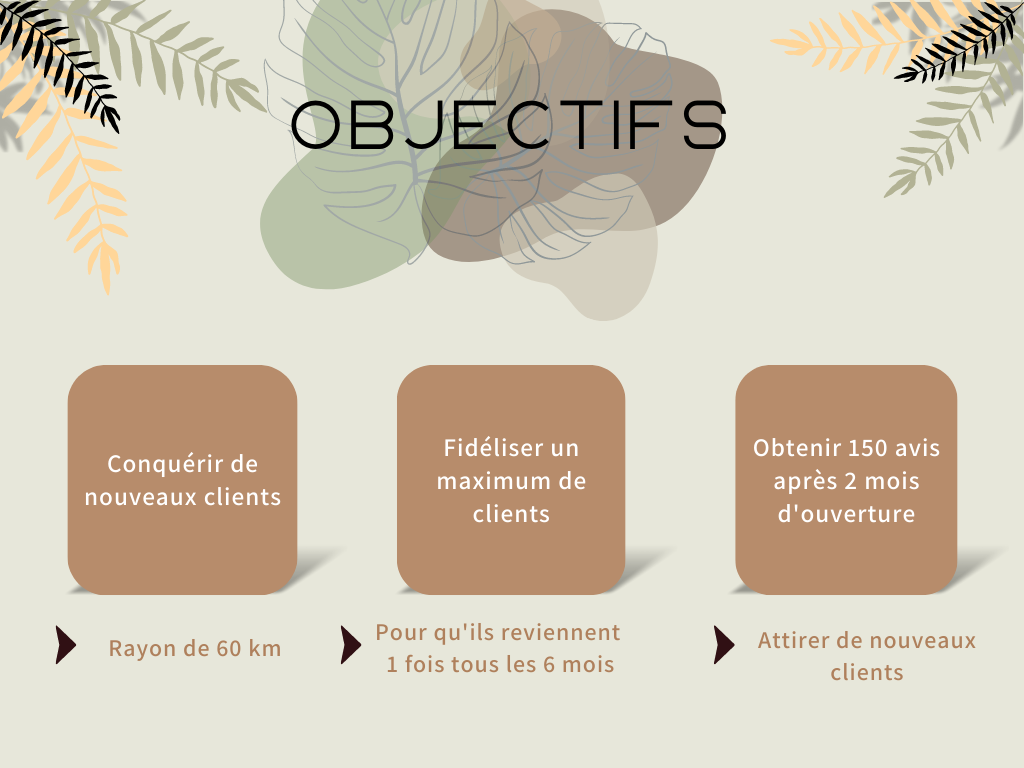 OBJECTIFS
Conquérir de
nouveaux clients
Fidéliser un
maximum de
clients
Obtenir 150 avis
après 2 mois
d'ouverture
Rayon de 60 km
Pour qu'ils reviennent
1 fois tous les 6 mois
Attirer de nouveaux
clients